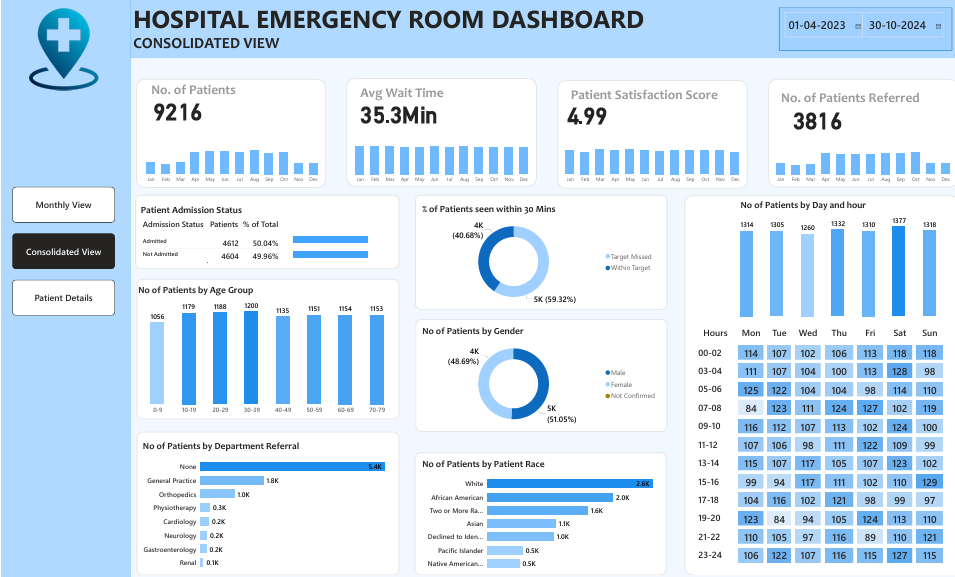 HOSPITAL EMERGENCY ROOM DASHBOARD
CONSOLIDATED VIEW
01-04-2023 30-10-2024
Monthly View
Consolidated View
Patient Details
No. of Patients
9216
Jan Feb Mar Apr May Jun Jul Aug Sep Oct Nov Dec
Avg Wait Time
35.3Min
Jan Feb Mar Apr May Jun Jul Aug Sep Oct Nov Dec
Patient Satisfaction Score
4.99
Jan Feb Mar Apr May Jun Jul Aug Sep Oct Nov Dec
No. of Patients Referred
3816
Jan Feb Mar Apr May Jun Jul Aug Sep Oct Nov Dec
Patient Admission Status
Admission Status Patients % of Total
Admitted 4612 50.04%
Not Admitted 4604 49.96%
No of Patients by Age Group
1056 1179 1188 1200 1135 1151 1154 1153
0-9 10-19 20-29 30-39 40-49 50-59 60-69 70-79
No of Patients by Department Referral
None 5.4K
General Practice 1.8K
Orthopedics 1.0K
Physiotherapy 0.3K
Cardiology 0.2K
Neurology 0.2K
Gastroenterology 0.2K
Renal 0.1K
% of Patients seen within 30 Mins
4K
(40.68%)
5K (59.32%)
Target Missed
Within Target
No of Patients by Gender
4K
(48.69%)
5K
(51.05%)
Male
Female
Not Confirmed
No of Patients by Patient Race
White 2.6K
African American 2.0K
Two or More Ra... 1.6K
Asian 1.1K
Declined to Iden... 1.0K
Pacific Islander 0.5K
Native American... 0.5K
No of Patients by Day and hour
1314 1305 1260 1332 1310 1377 1318
Hours Mon Tue Wed Thu Fri Sat Sun
00-02 114 107 102 106 113 118 118
03-04 111 107 104 100 113 128 98
05-06 125 122 104 104 98 114 110
07-08 84 123 111 124 127 102 119
09-10 116 112 107 113 102 124 100
11-12 107 106 98 111 122 109 99
13-14 115 107 117 105 107 123 102
15-16 99 94 117 111 102 110 129
17-18 104 116 102 121 98 99 97
19-20 123 84 94 105 124 113 110
21-22 110 105 97 116 89 110 121
23-24 106 122 107 116 115 127 115